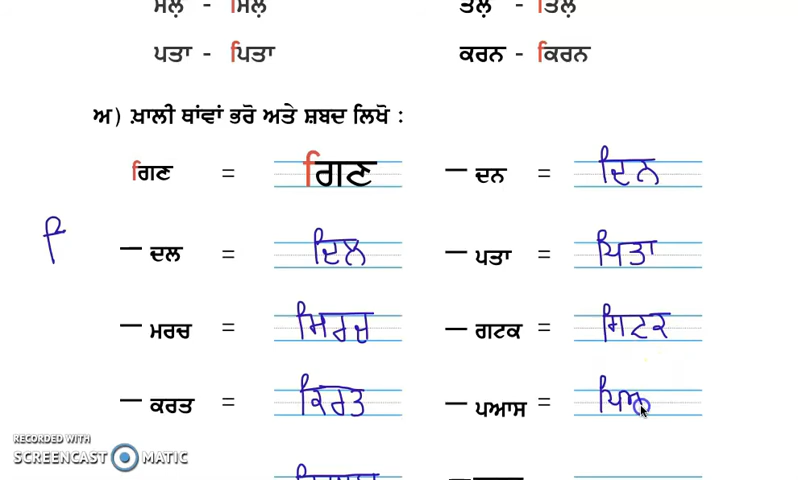 ਮਲ਼ - ਮਿਲ਼ ਤਲ਼ - ਤਿਲ਼
ਪਤਾ - ਪਿਤਾ ਕਰਨ - ਕਿਰਨ
ਅ) ਖ਼ਾਲੀ ਥਾਂਵਾਂ ਭਰੋ ਅਤੇ ਸ਼ਬਦ ਲਿਖੋ :
ਗਿਣ = ਗਿਣ — ਦਨ = ਦਿਨ
ਿ — ਦਲ = ਦਿਲ — ਪਤਾ = ਪਿਤਾ
— ਮਰਚ = ਮਿਰਚ — ਗਟਕ = ਗਿਟਕ
— ਕਰਤ = ਕਿਰਤ — ਪਆਸ = ਪਿਆ
RECORDED WITH
SCREENCAST MATIC